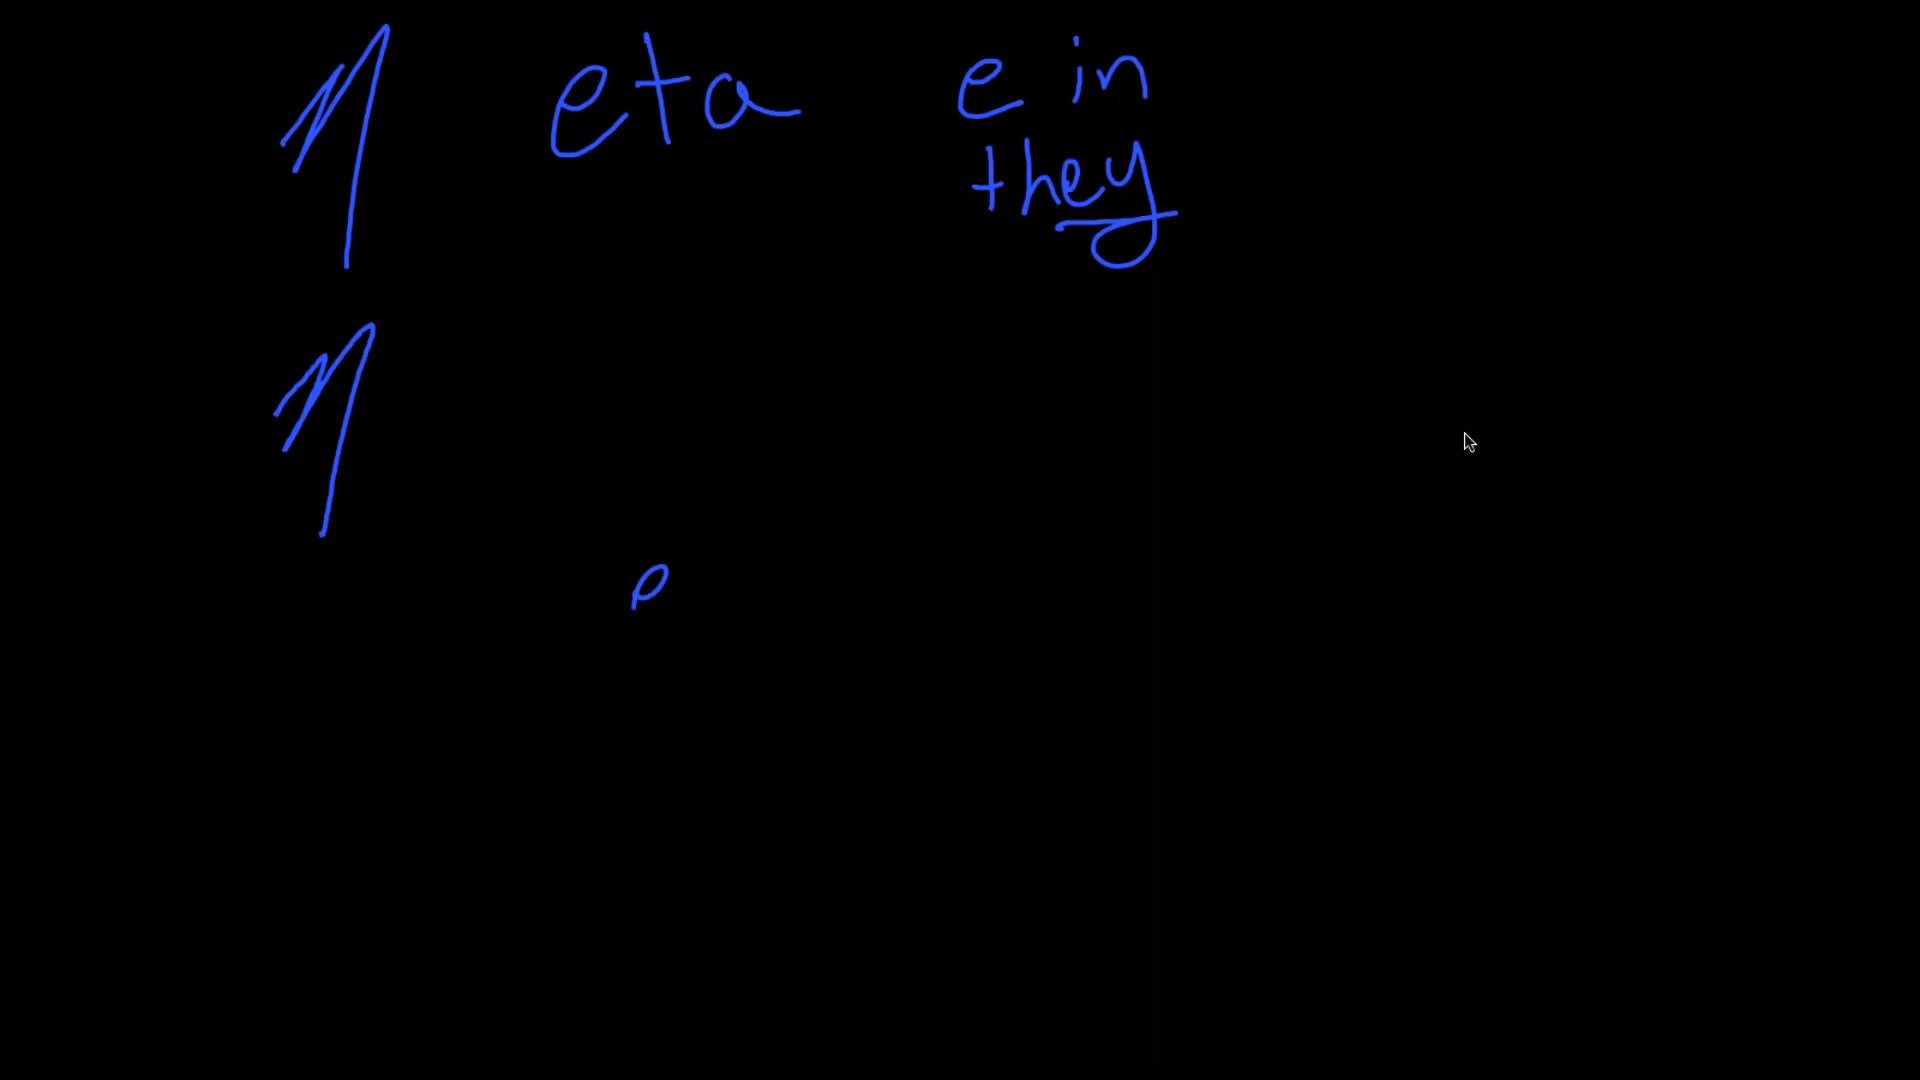 η eta e in
they
η